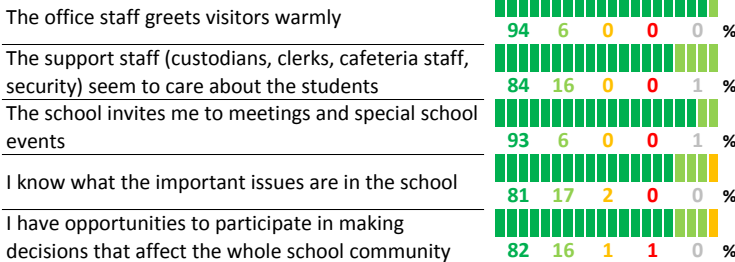 The office staff greets visitors warmly
94 6 0 0 0 %
The support staff (custodians, clerks, cafeteria staff,
security) seem to care about the students
84 16 0 0 1 %
The school invites me to meetings and special school
events
93 6 0 0 1 %
I know what the important issues are in the school
81 17 2 0 0 %
I have opportunities to participate in making
decisions that affect the whole school community
82 16 1 1 0 %